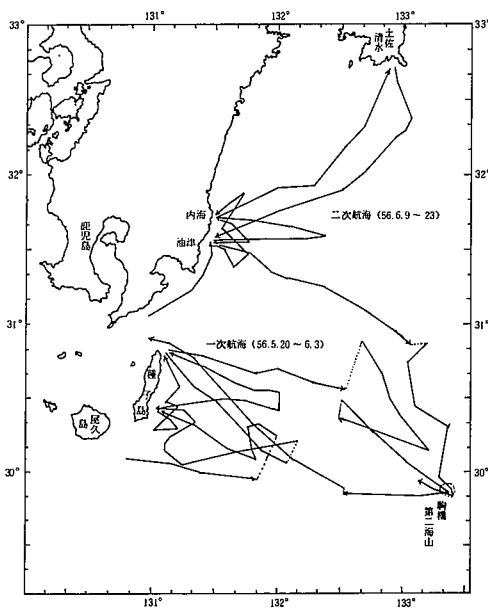 131° 132° 133°
33°
33°
土佐
清水
32°
32°
内海
油津
鹿児島
二次航海(56.6.9~23)
31°
31°
一次航海(56.5.20~6.3)
種子島
屋久島
30°
30°
駒橋
第二海山
131° 132° 133°